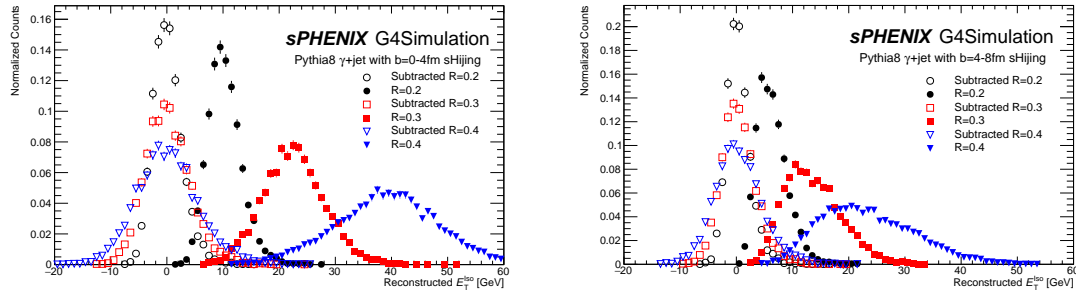 Normalized Counts
0.16
0.14
0.12
0.1
0.08
0.06
0.04
0.02
0
−20
−10
0
10
20
30
40
50
60
Reconstructed E_T^Iso [GeV]
sPHENIX G4Simulation
Pythia8 γ+jet with b=0-4fm sHijing
Subtracted R=0.2
R=0.2
Subtracted R=0.3
R=0.3
Subtracted R=0.4
R=0.4
Normalized Counts
0.2
0.18
0.16
0.14
0.12
0.1
0.08
0.06
0.04
0.02
0
−20
−10
0
10
20
30
40
50
60
Reconstructed E_T^Iso [GeV]
sPHENIX G4Simulation
Pythia8 γ+jet with b=4-8fm sHijing
Subtracted R=0.2
R=0.2
Subtracted R=0.3
R=0.3
Subtracted R=0.4
R=0.4